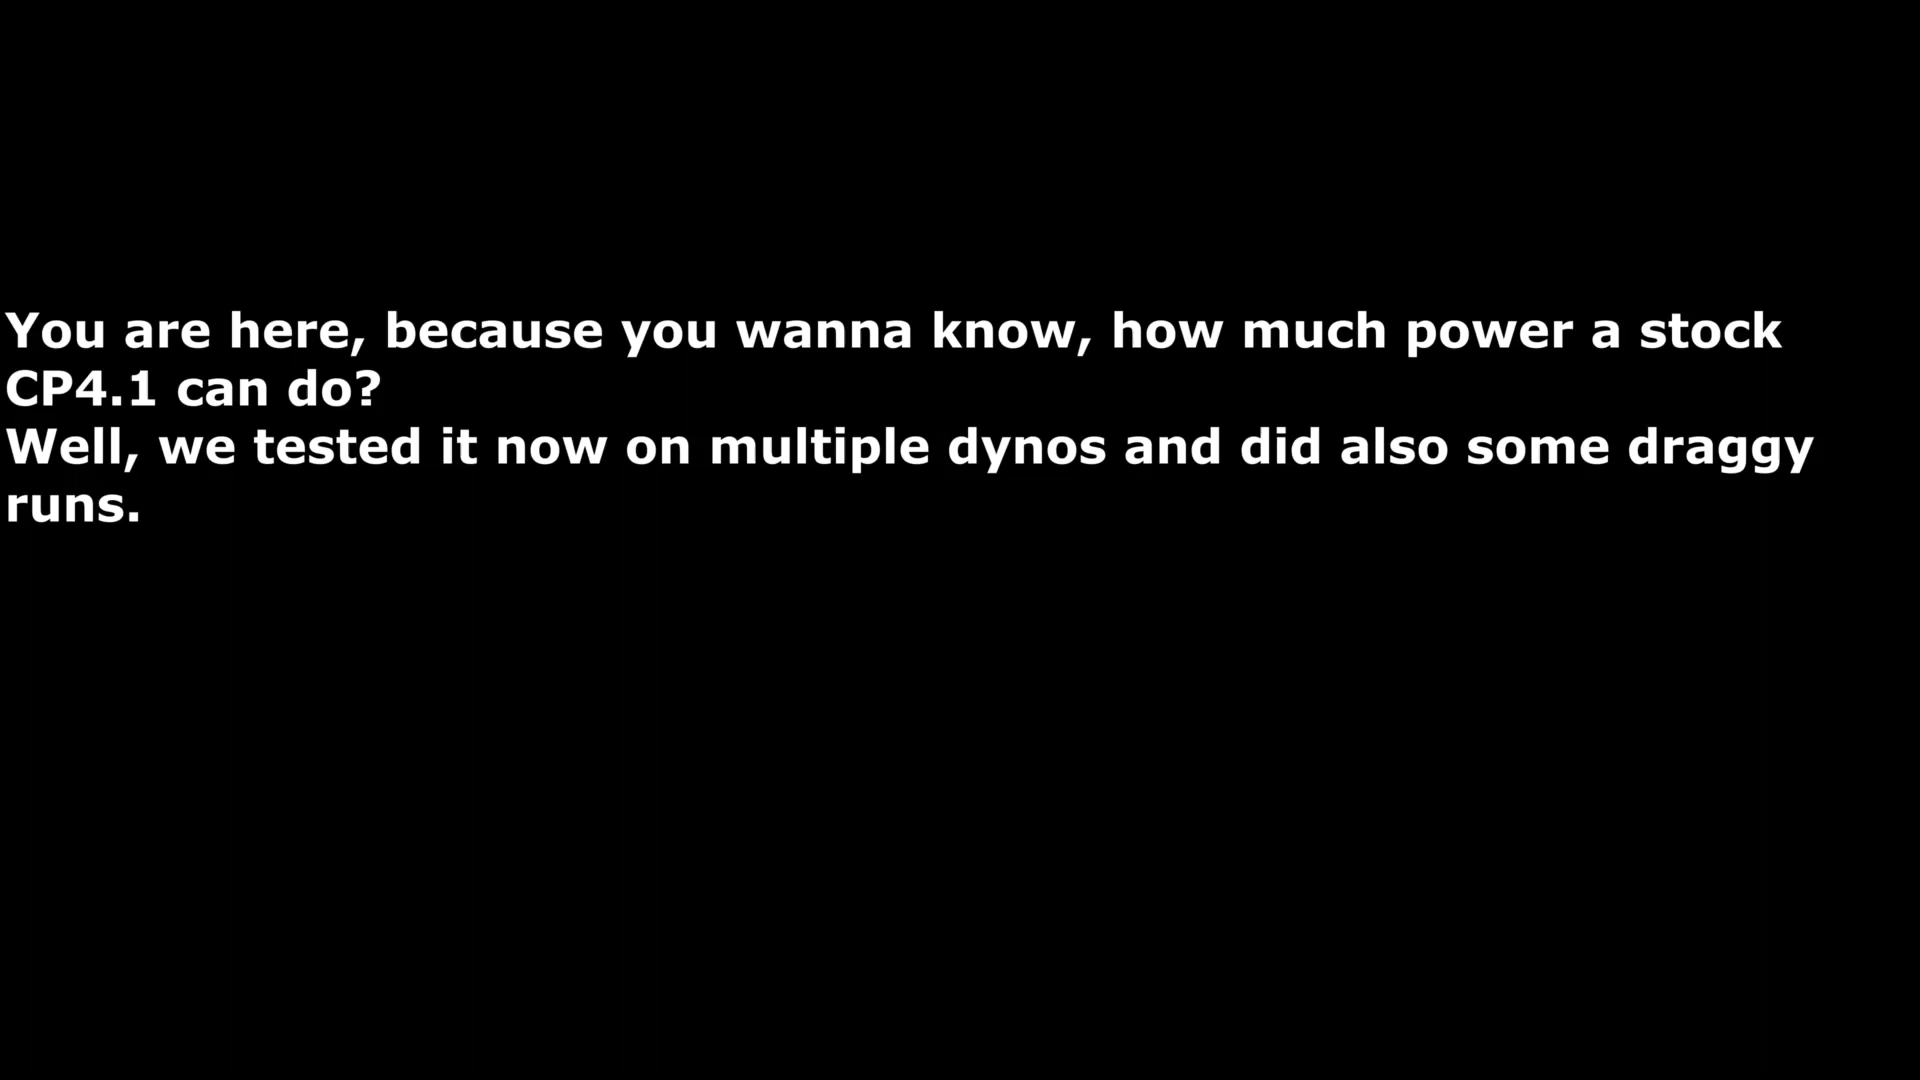 You are here, because you wanna know, how much power a stock
CP4.1 can do?
Well, we tested it now on multiple dynos and did also some draggy
runs.